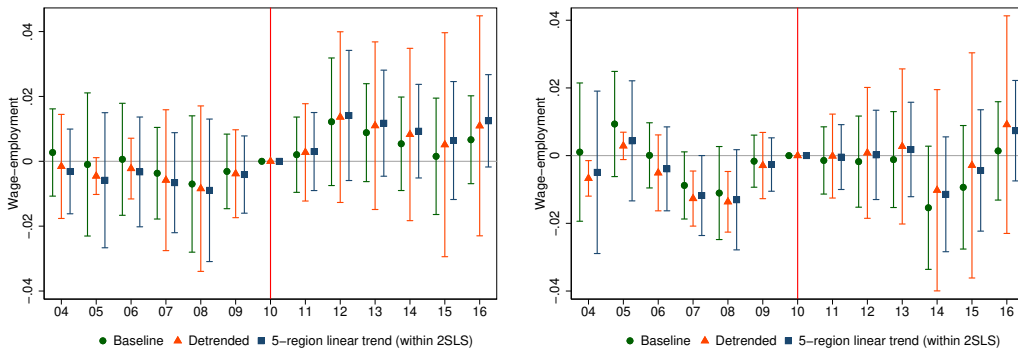 .04
.02
0
-.02
-.04
Wage-employment
04 05 06 07 08 09 10 11 12 13 14 15 16
Baseline Detrended 5-region linear trend (within 2SLS)
.04
.02
0
-.02
-.04
Wage-employment
04 05 06 07 08 09 10 11 12 13 14 15 16
Baseline Detrended 5-region linear trend (within 2SLS)